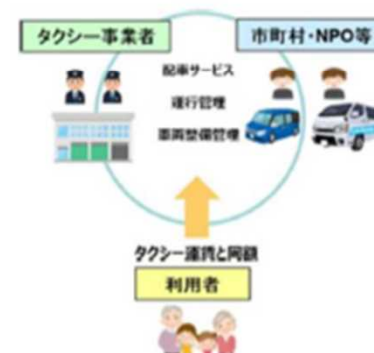 タクシー事業者
市町村・NPO等
配車サービス
運行管理
車両整備管理
タクシー運賃と同額
利用者